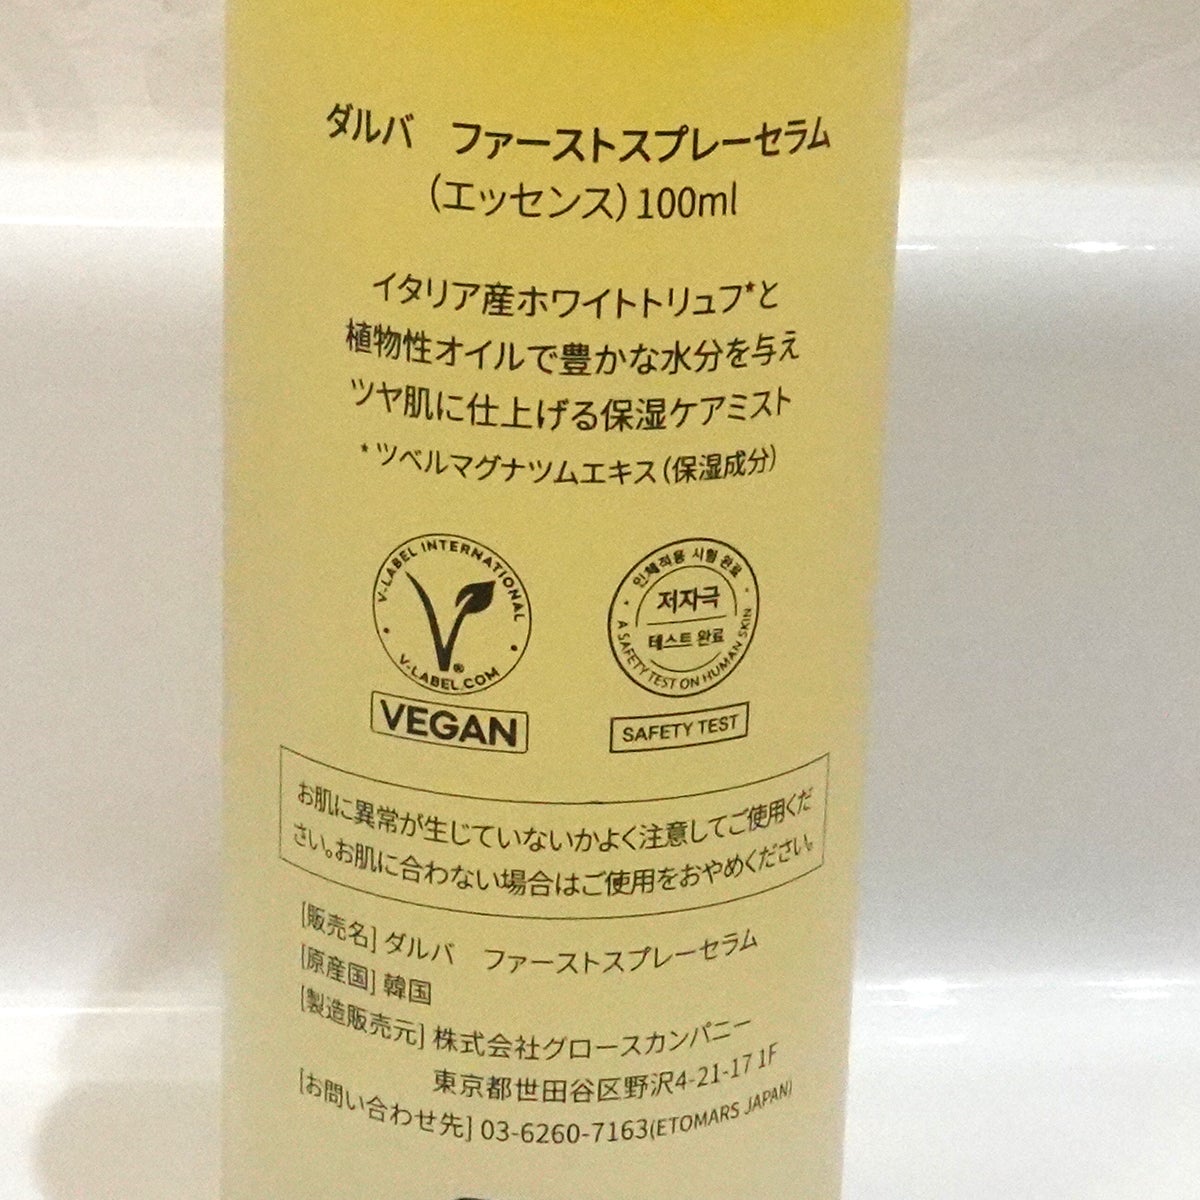 ダルバ　ファーストスプレーセラム
（エッセンス）100ml
イタリア産ホワイトトリュフ*と
植物性オイルで豊かな水分を与え
ツヤ肌に仕上げる保湿ケアミスト
*ツベルマグナツムエキス（保湿成分）
V-LABEL INTERNATIONAL
V-LABEL.COM
®
VEGAN
인체적용 시험 완료
저자극
테스트 완료
A SAFETY TEST ON HUMAN SKIN
SAFETY TEST
お肌に異常が生じていないかよく注意してご使用くだ
さい。お肌に合わない場合はご使用をおやめください。
[販売名] ダルバ　ファーストスプレーセラム
[原産国] 韓国
[製造販売元] 株式会社グロースカンパニー
東京都世田谷区野沢4-21-17 1F
[お問い合わせ先] 03-6260-7163(ETOMARS JAPAN)